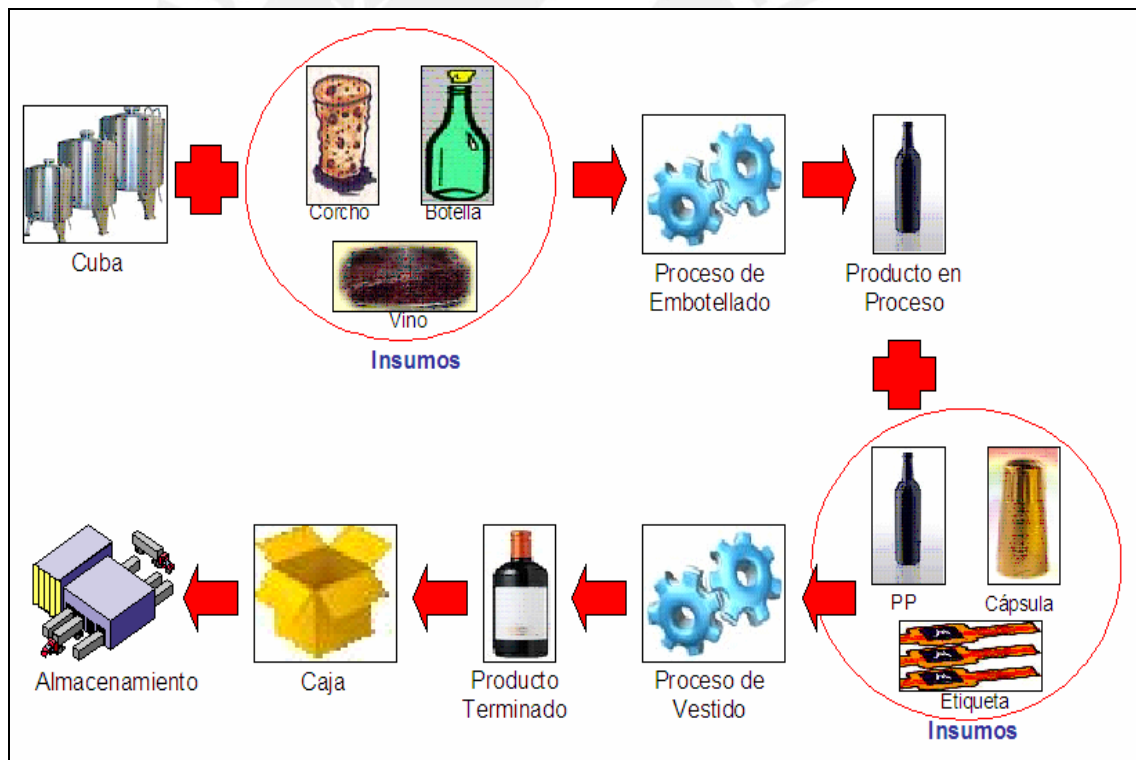 Corcho
Botella
Cuba
Vino
Insumos
Proceso de
Embotellado
Producto en
Proceso
PP
Cápsula
Etiqueta
Insumos
Proceso de
Vestido
Producto
Terminado
Caja
Almacenamiento